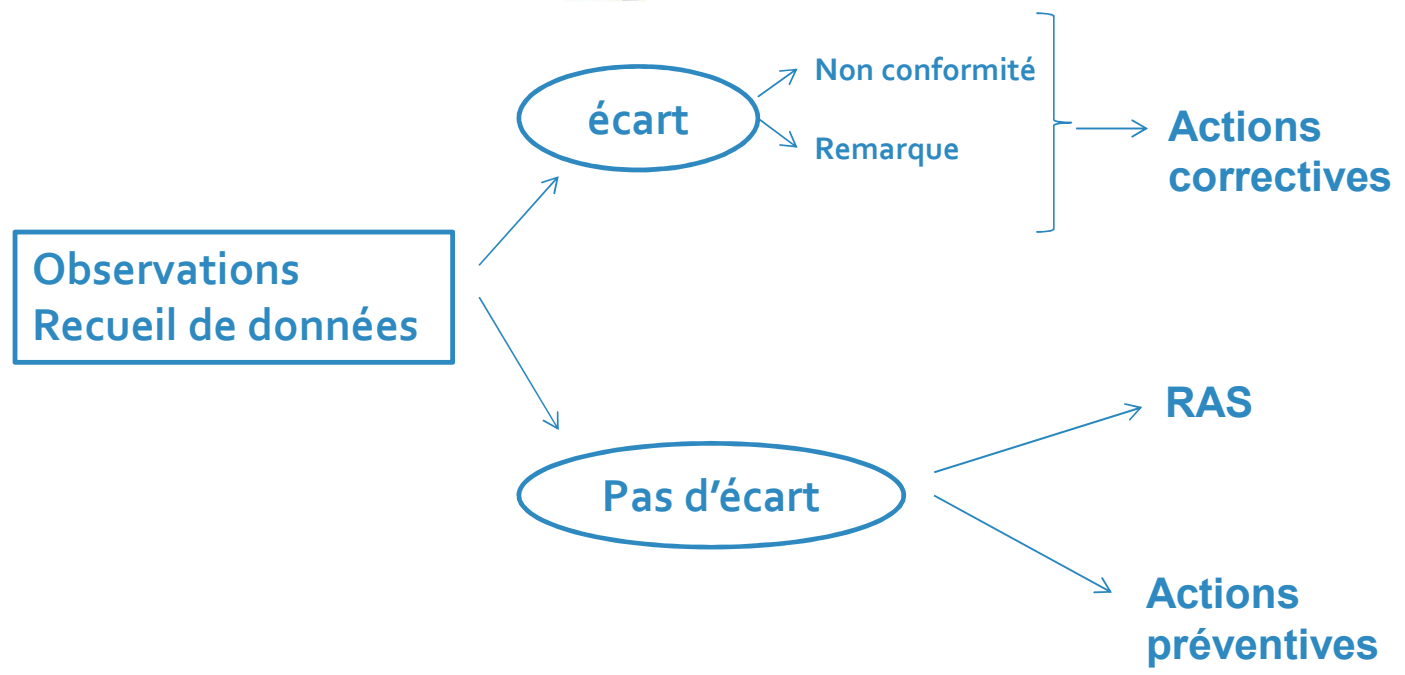 écart
Non conformité
Remarque
Actions
correctives
Observations
Recueil de données
RAS
Pas d’écart
Actions
préventives